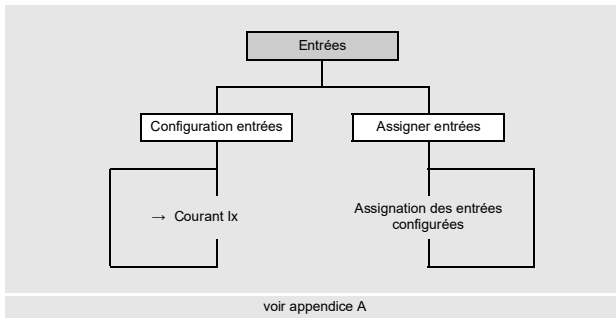 Entrées
Configuration entrées
Assigner entrées
→ Courant Ix
Assignation des entrées
configurées
voir appendice A